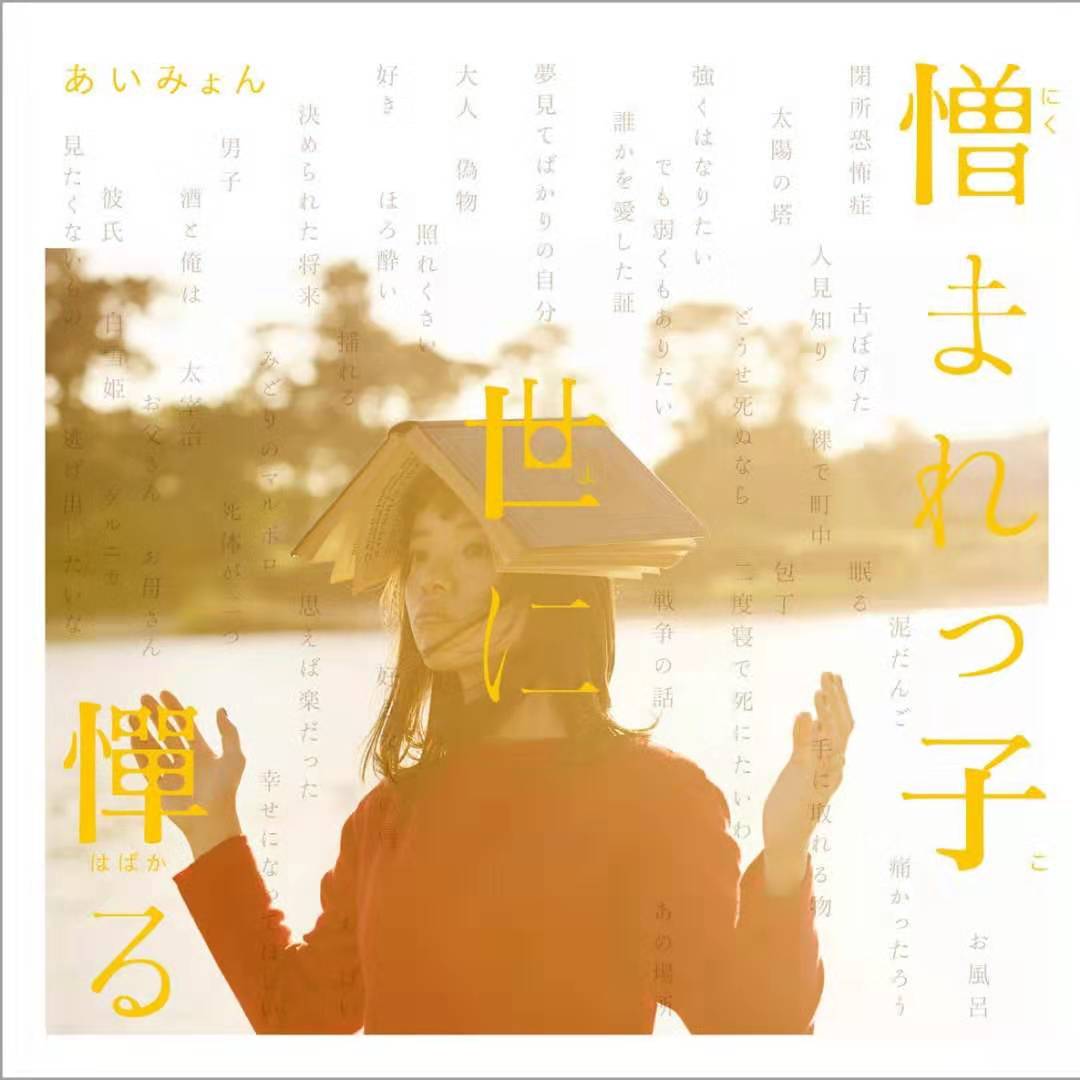 あいみょん
憎まれっ子
にく
こ
世に
よ
憚る
はばか
お風呂
泥だんご 痛かったろう
閉所恐怖症 古ぼけた 眠る
人見知り 裸で町中 手に取れる物
太陽の塔 包丁
どうせ死ぬなら 二度寝で死にたいわ
強くはなりたい
でも弱くもありたい 戦争の話 あの場所
誰かを愛した証
夢見てばかりの自分
大人 偽物
照れくさい
好き ほろ酔い
揺れる
決められた将来 思えば楽だった
みどりのマルボロ 幸せになってほしい
男子 死体が二つ
酒と俺は 太宰治
お父さん お母さん
彼氏 白雪姫 ゲルニカ
見たくないもの 逃げ出したいな